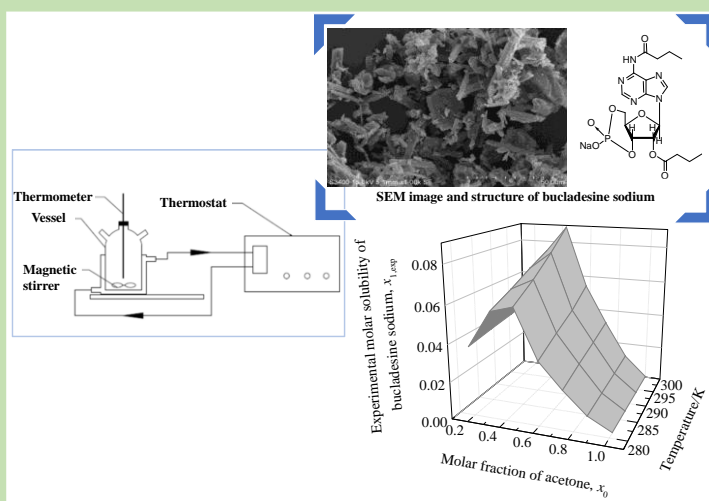 O
HN
N
N
N
N
O
O
H
H
P
O
NaO
O
O
O
SEM image and structure of bucladesine sodium
Thermometer
Vessel
Thermostat
Magnetic
stirrer
Experimental molar solubility of
bucladesine sodium, x1,exp
0.08
0.06
0.04
0.02
0.00
0.2
0.4
0.6
0.8
1.0
Molar fraction of acetone, x0
300
295
290
285
280
Temperature/K